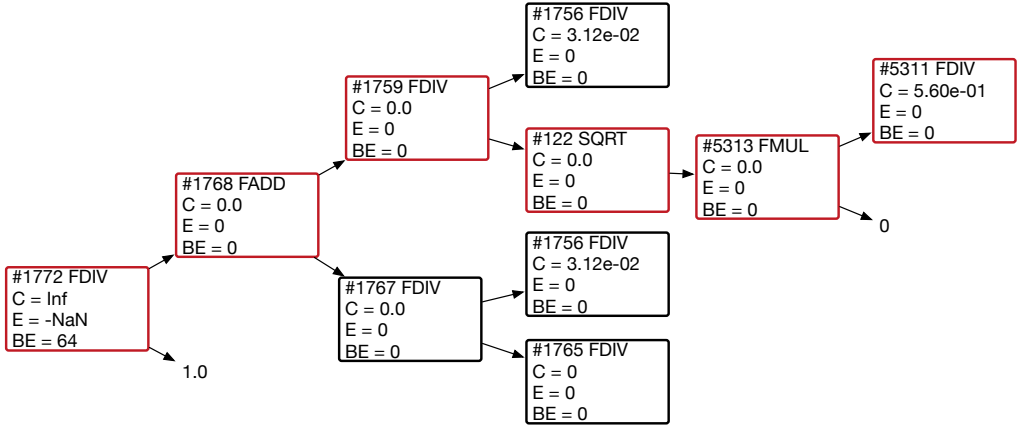 #1756 FDIV
C = 3.12e-02
E = 0
BE = 0
#5311 FDIV
C = 5.60e-01
E = 0
BE = 0
#1759 FDIV
C = 0.0
E = 0
BE = 0
#122 SQRT
C = 0.0
E = 0
BE = 0
#5313 FMUL
C = 0.0
E = 0
BE = 0
0
#1768 FADD
C = 0.0
E = 0
BE = 0
#1756 FDIV
C = 3.12e-02
E = 0
BE = 0
#1772 FDIV
C = Inf
E = -NaN
BE = 64
1.0
#1767 FDIV
C = 0.0
E = 0
BE = 0
#1765 FDIV
C = 0
E = 0
BE = 0